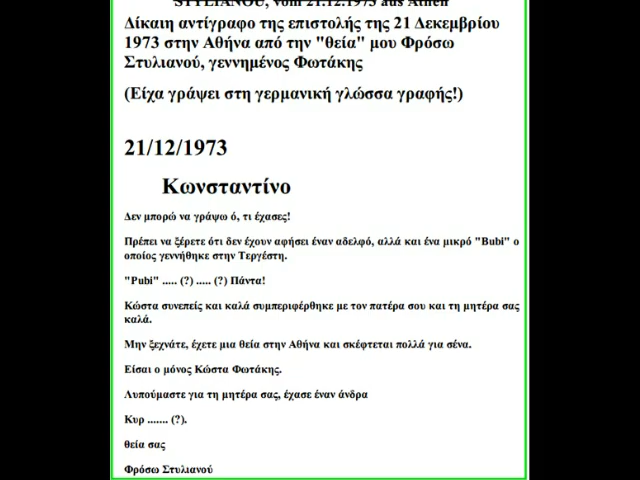 STYLIANOU, vom 21.12.1973 aus Athen
Δίκαιη αντίγραφο της επιστολής της 21 Δεκεμβρίου
1973 στην Αθήνα από την "θεία" μου Φρόσω
Στυλιανού, γεννημένος Φωτάκης
(Είχα γράψει στη γερμανική γλώσσα γραφής!)
21/12/1973
Κωνσταντίνο
Δεν μπορώ να γράψω ό, τι έχασες!
Πρέπει να ξέρετε ότι δεν έχουν αφήσει έναν αδελφό, αλλά και ένα μικρό "Bubi" ο
οποίος γεννήθηκε στην Τεργέστη.
"Pubi" ..... (?) ..... (?) Πάντα!
Κώστα συνεπείς και καλά συμπεριφέρθηκε με τον πατέρα σου και τη μητέρα σας
καλά.
Μην ξεχνάτε, έχετε μια θεία στην Αθήνα και σκέφτεται πολλά για σένα.
Είσαι ο μόνος Κώστα Φωτάκης.
Λυπούμαστε για τη μητέρα σας, έχασε έναν άνδρα
Κυρ ....... (?).
θεία σας
Φρόσω Στυλιανού